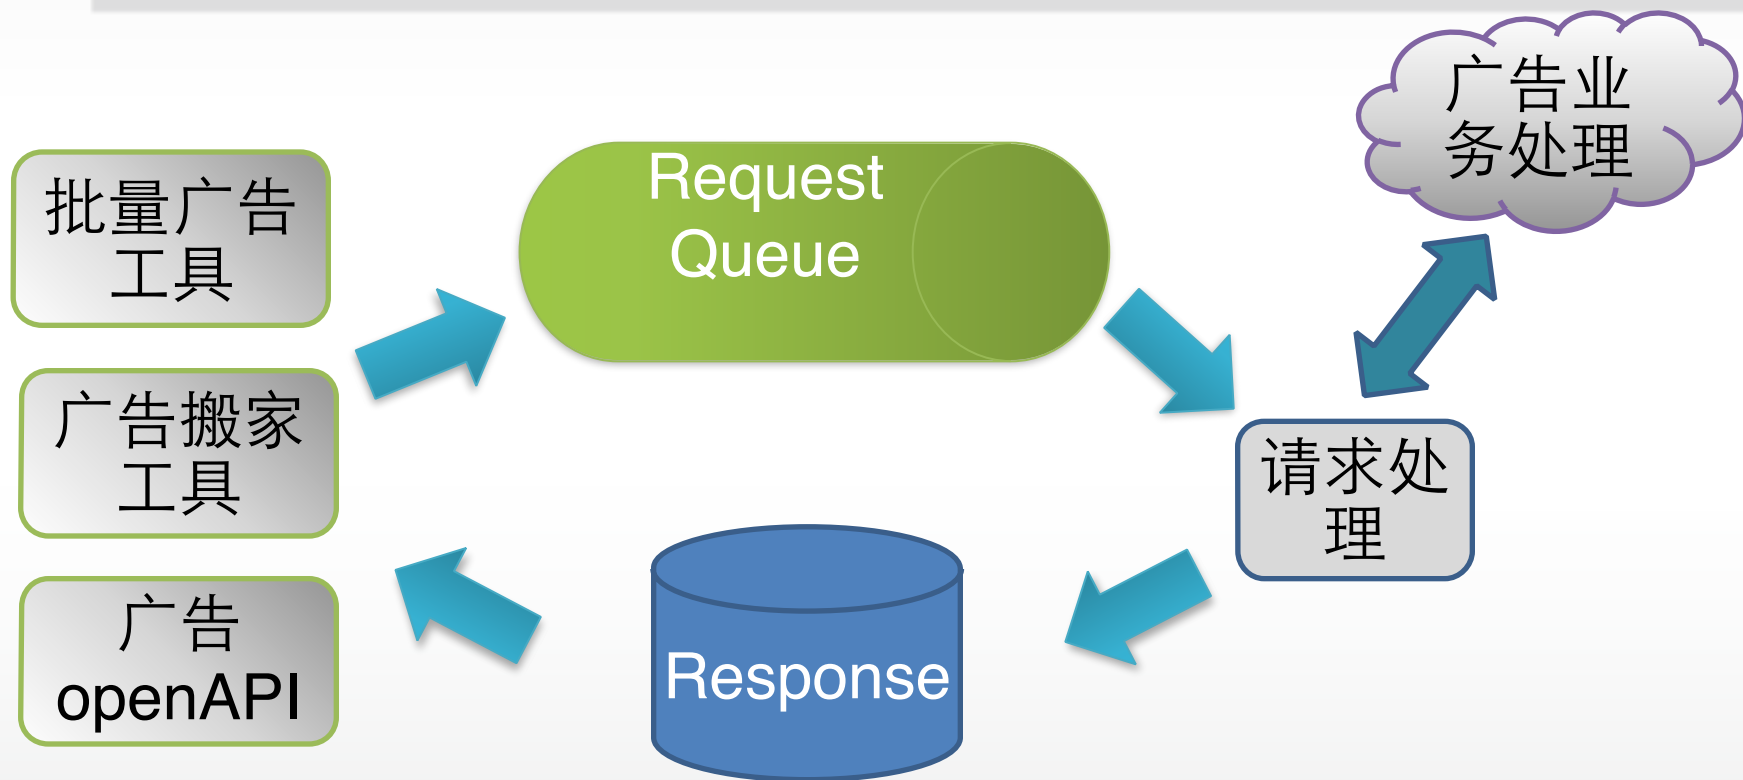 批量广告
工具
广告搬家
工具
广告
openAPI
Request
Queue
Response
广告业
务处理
请求处
理